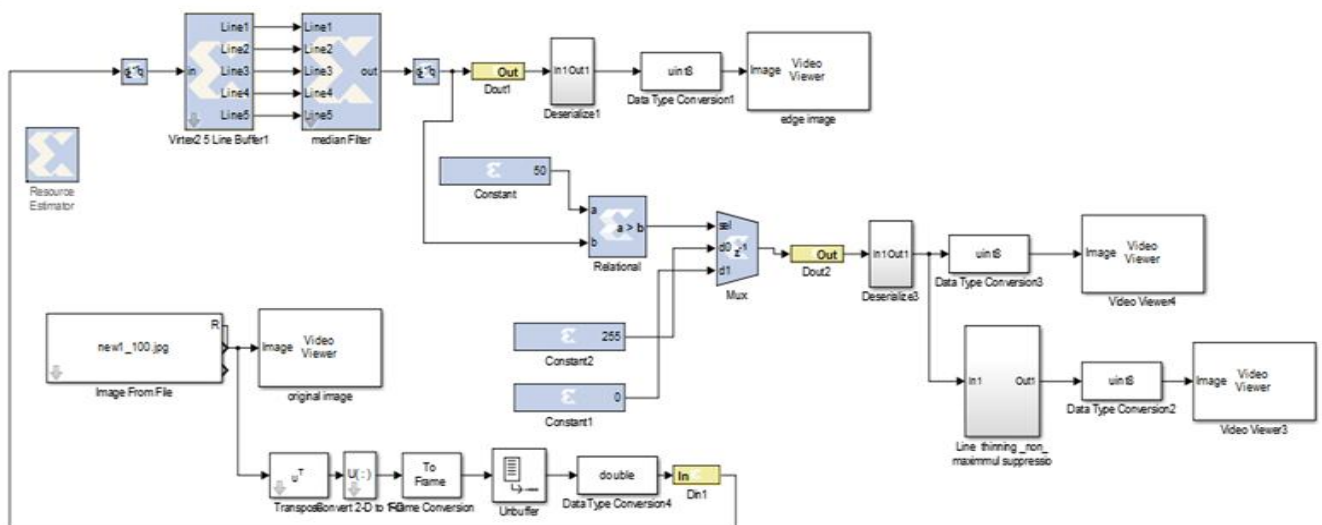 Line1
Line2
in
Line3
Line4
Line5
Virtex2 5 Line Buffer1
Line1
Line2
Line3
out
Line4
Line5
median Filter
Out
Dout1
In1 Out1
Deserialize1
uint8
Data Type Conversion1
Image
Video
Viewer
edge image
Resource
Estimator
50
Constant
a
a > b
b
Relational
sel
d0
z-1
d1
Mux
Out
Dout2
In1 Out1
Deserialize3
uint8
Data Type Conversion3
Image
Video
Viewer
Video Viewer4
255
Constant2
0
Constant1
new1_100.jpg
R
Image From File
Image
Video
Viewer
original image
In1
Out1
Line thinning _non_
maximmul suppressio
uint8
Data Type Conversion2
Image
Video
Viewer
Video Viewer3
uT
Transpose
U(:)
Convert 2-D to 1-D
To
Frame
Frame Conversion
Unbuffer
double
Data Type Conversion4
In
Din1